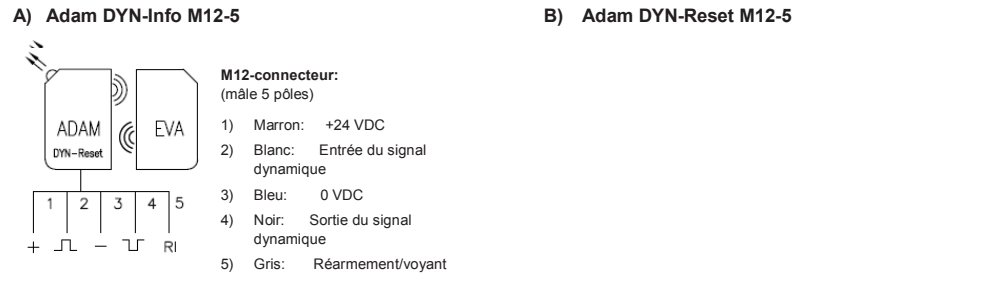 A) Adam DYN-Info M12-5
B) Adam DYN-Reset M12-5
ADAM
DYN-Reset
EVA
1 2 3 4 5
+ - RI
M12-connecteur:
(mâle 5 pôles)
1) Marron: +24 VDC
2) Blanc: Entrée du signal
dynamique
3) Bleu: 0 VDC
4) Noir: Sortie du signal
dynamique
5) Gris: Réarmement/voyant